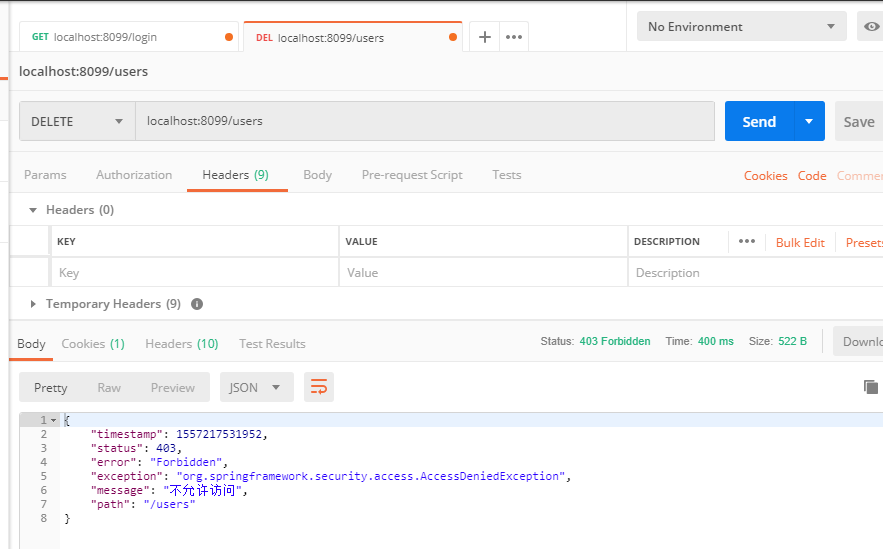 GET localhost:8099/login
DEL localhost:8099/users
+ •••
No Environment
localhost:8099/users
DELETE localhost:8099/users Send Save
Params Authorization Headers (9) Body Pre-request Script Tests Cookies Code Commen
Headers (0)
KEY VALUE DESCRIPTION ••• Bulk Edit Presets
Key Value Description
Temporary Headers (9)
Body Cookies (1) Headers (10) Test Results Status: 403 Forbidden Time: 400 ms Size: 522 B Downlo
Pretty Raw Preview JSON
1 {
2 "timestamp": 1557217531952,
3 "status": 403,
4 "error": "Forbidden",
5 "exception": "org.springframework.security.access.AccessDeniedException",
6 "message": "不允许访问",
7 "path": "/users"
8 }